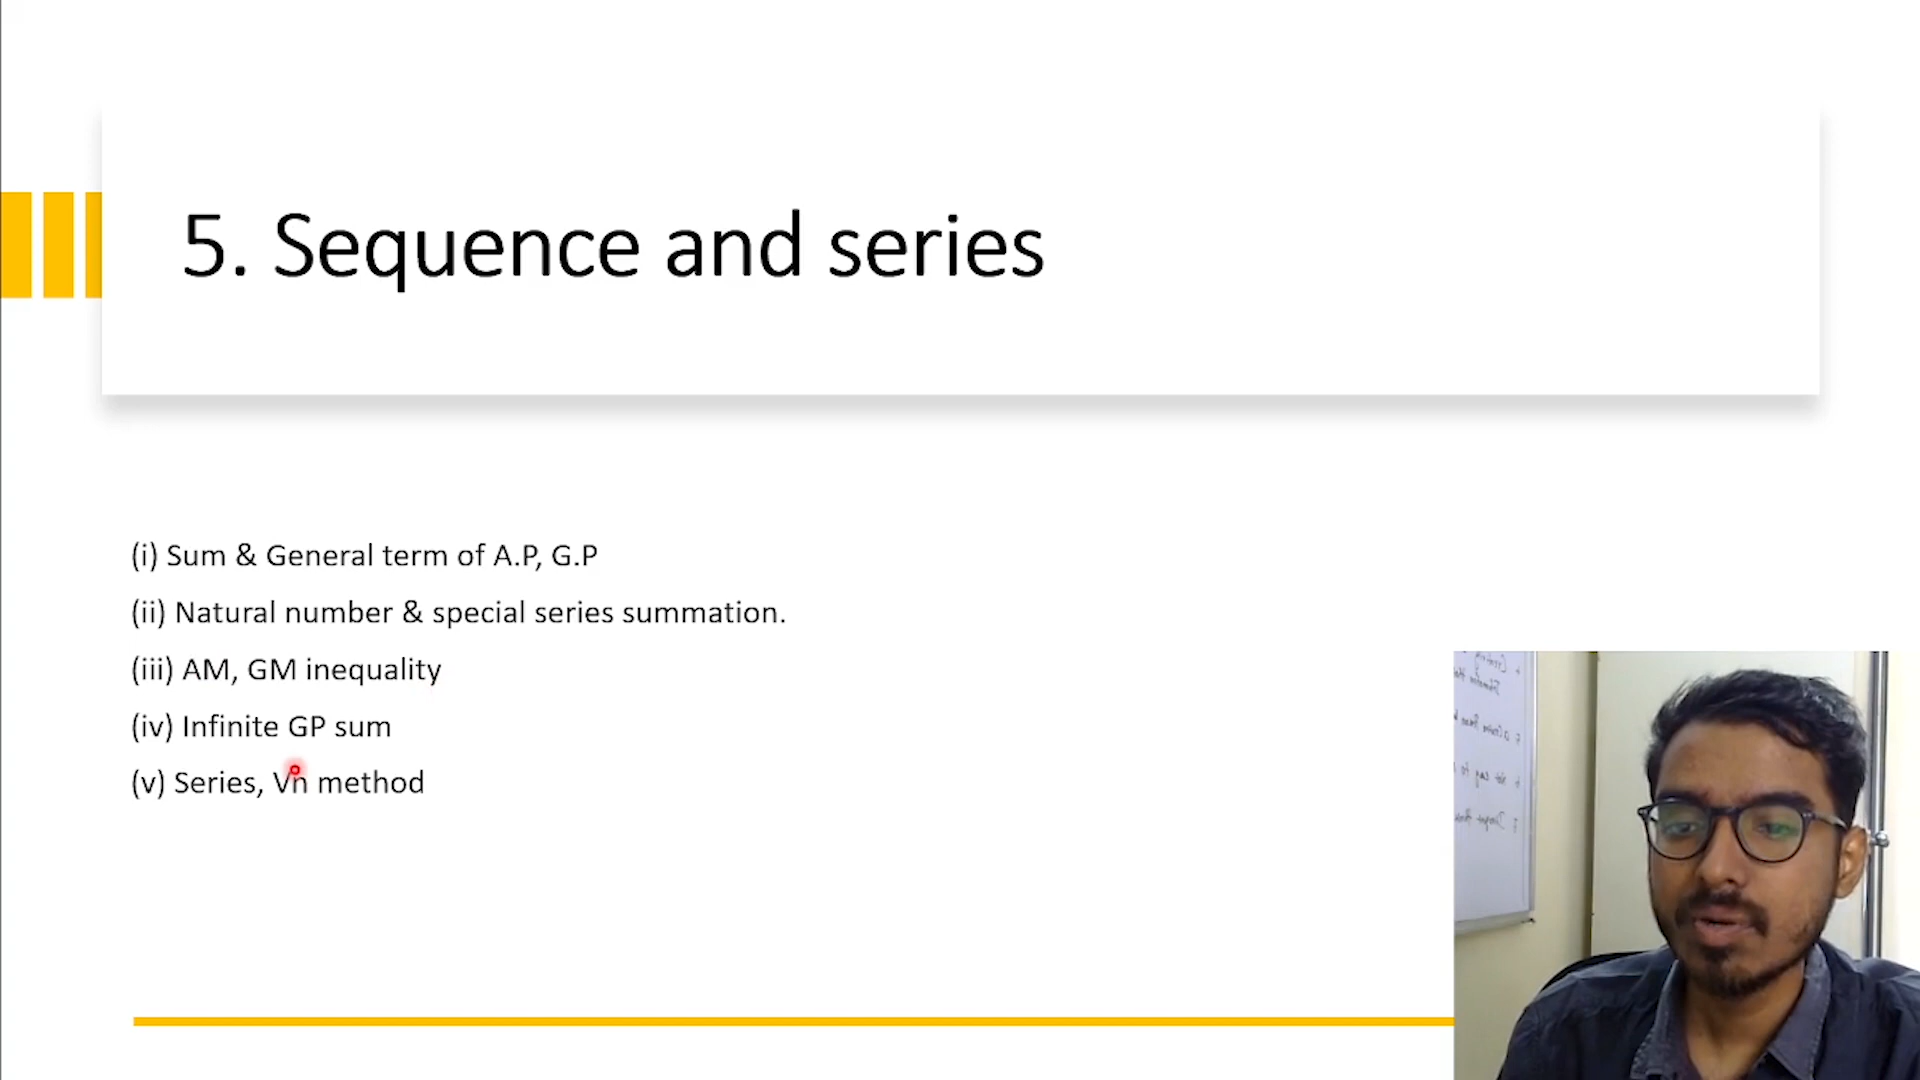 5. Sequence and series
(i) Sum & General term of A.P, G.P
(ii) Natural number & special series summation.
(iii) AM, GM inequality
(iv) Infinite GP sum
(v) Series, Vn method